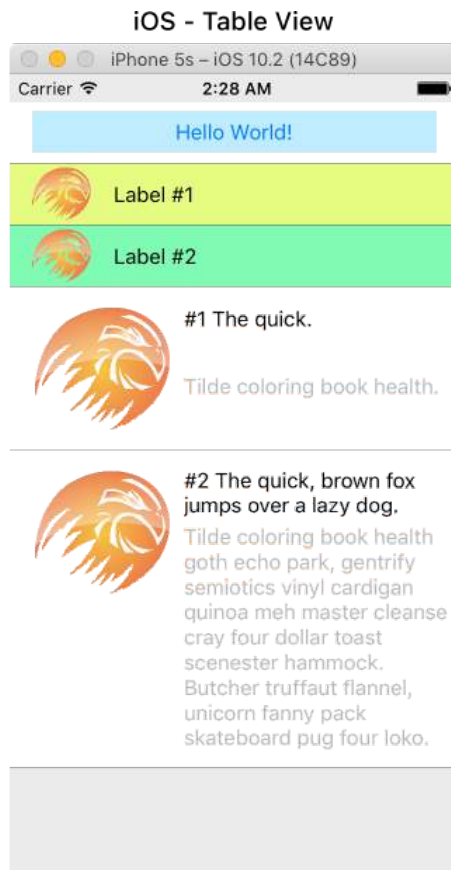 iOS - Table View
iPhone 5s – iOS 10.2 (14C89)
Carrier 2:28 AM
Hello World!
Label #1
Label #2
#1 The quick.
Tilde coloring book health.
#2 The quick, brown fox
jumps over a lazy dog.
Tilde coloring book health
goth echo park, gentrify
semiotics vinyl cardigan
quinoa meh master cleanse
cray four dollar toast
scenester hammock.
Butcher truffaut flannel,
unicorn fanny pack
skateboard pug four loko.